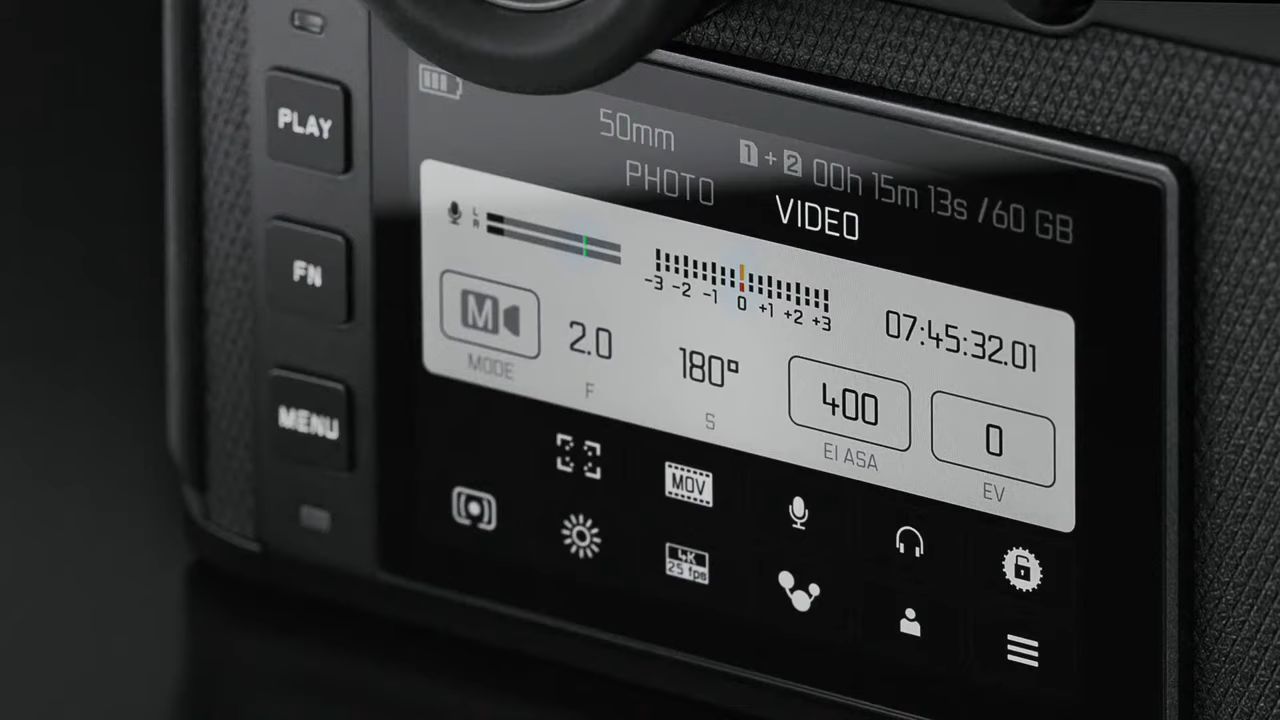 PLAY
FN
MENU
50mm
1 + 2 00h 15m 13s /60 GB
PHOTO VIDEO
L
R
-3 -2 -1 0 +1 +2 +3
07:45:32.01
M
MODE
2.0
F
180°
S
400
EI ASA
0
EV
MOV
4K
25 fps